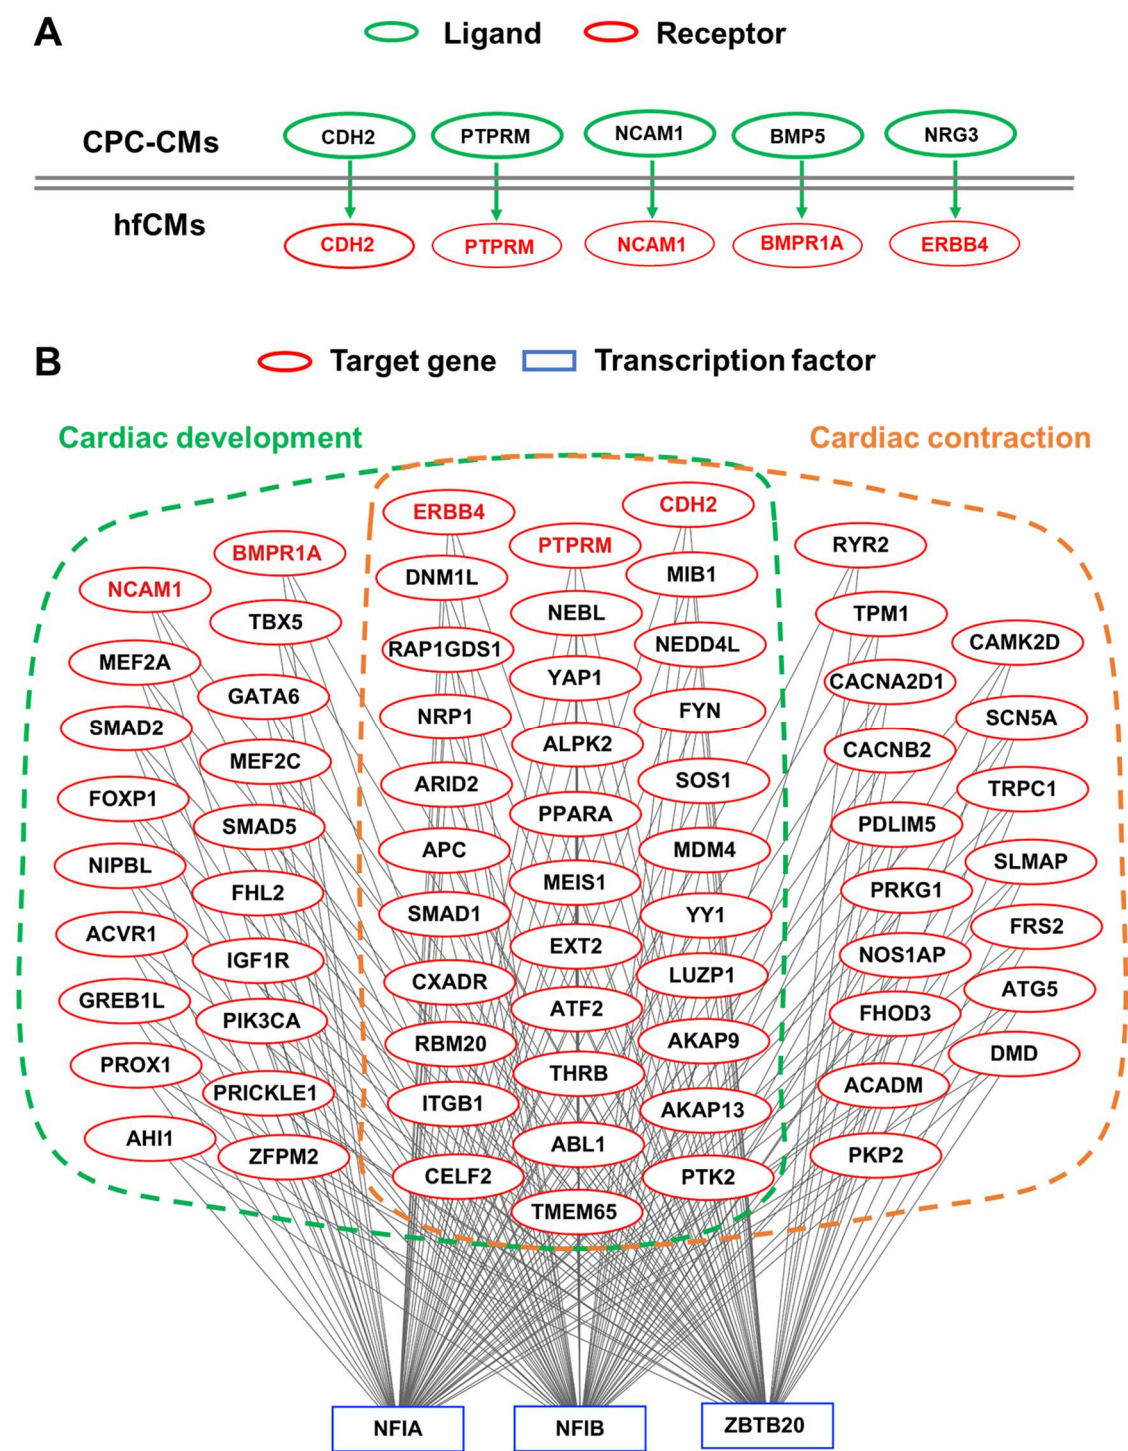 A
Ligand
Receptor
CPC-CMs
CDH2
PTPRM
NCAM1
BMP5
NRG3
hfCMs
CDH2
PTPRM
NCAM1
BMPR1A
ERBB4
B
Target gene
Transcription factor
Cardiac development
Cardiac contraction
NCAM1
MEF2A
SMAD2
FOXP1
NIPBL
ACVR1
GREB1L
PROX1
AHI1
BMPR1A
TBX5
GATA6
MEF2C
SMAD5
FHL2
IGF1R
PIK3CA
PRICKLE1
ZFPM2
ERBB4
DNM1L
RAP1GDS1
NRP1
ARID2
APC
SMAD1
CXADR
RBM20
ITGB1
CELF2
PTPRM
NEBL
YAP1
ALPK2
PPARA
MEIS1
EXT2
ATF2
THRB
ABL1
TMEM65
CDH2
MIB1
NEDD4L
FYN
SOS1
MDM4
YY1
LUZP1
AKAP9
AKAP13
PTK2
RYR2
TPM1
CACNA2D1
CACNB2
PDLIM5
PRKG1
NOS1AP
FHOD3
ACADM
PKP2
CAMK2D
SCN5A
TRPC1
SLMAP
FRS2
ATG5
DMD
NFIA
NFIB
ZBTB20